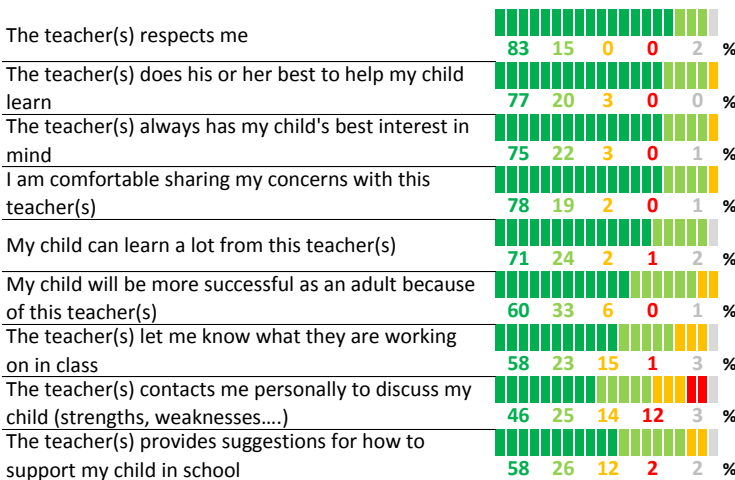 The teacher(s) respects me
83 15 0 0 2 %
The teacher(s) does his or her best to help my child
learn
77 20 3 0 0 %
The teacher(s) always has my child's best interest in
mind
75 22 3 0 1 %
I am comfortable sharing my concerns with this
teacher(s)
78 19 2 0 1 %
My child can learn a lot from this teacher(s)
71 24 2 1 2 %
My child will be more successful as an adult because
of this teacher(s)
60 33 6 0 1 %
The teacher(s) let me know what they are working
on in class
58 23 15 1 3 %
The teacher(s) contacts me personally to discuss my
child (strengths, weaknesses....)
46 25 14 12 3 %
The teacher(s) provides suggestions for how to
support my child in school
58 26 12 2 2 %